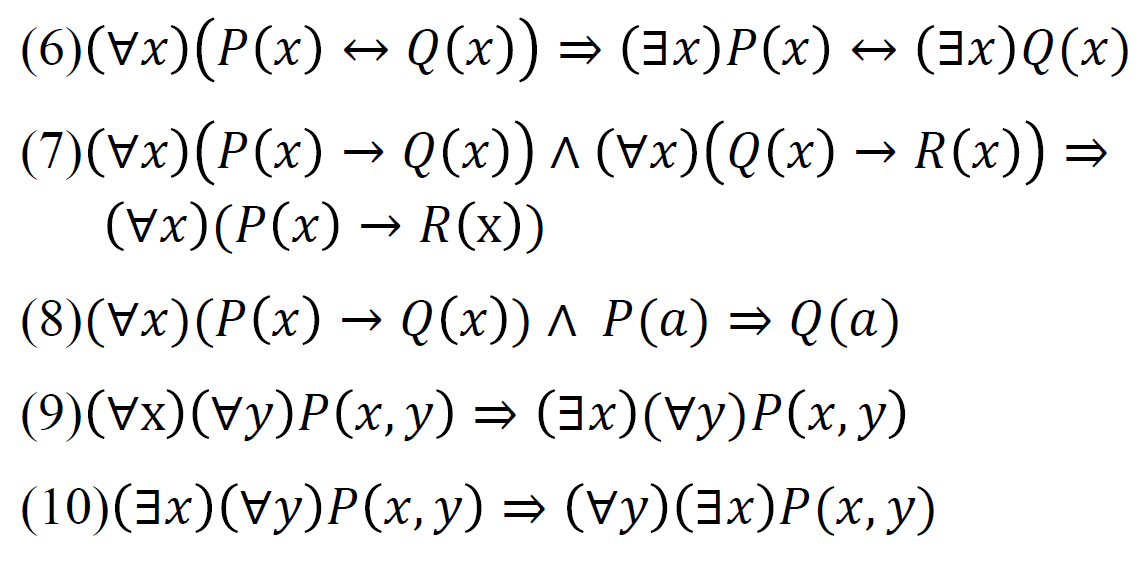 (6)(∀x)(P(x) ↔ Q(x)) ⇒ (∃x)P(x) ↔ (∃x)Q(x)
(7)(∀x)(P(x) → Q(x)) ∧ (∀x)(Q(x) → R(x)) ⇒
(∀x)(P(x) → R(x))
(8)(∀x)(P(x) → Q(x)) ∧ P(a) ⇒ Q(a)
(9)(∀x)(∀y)P(x, y) ⇒ (∃x)(∀y)P(x, y)
(10)(∃x)(∀y)P(x, y) ⇒ (∀y)(∃x)P(x, y)